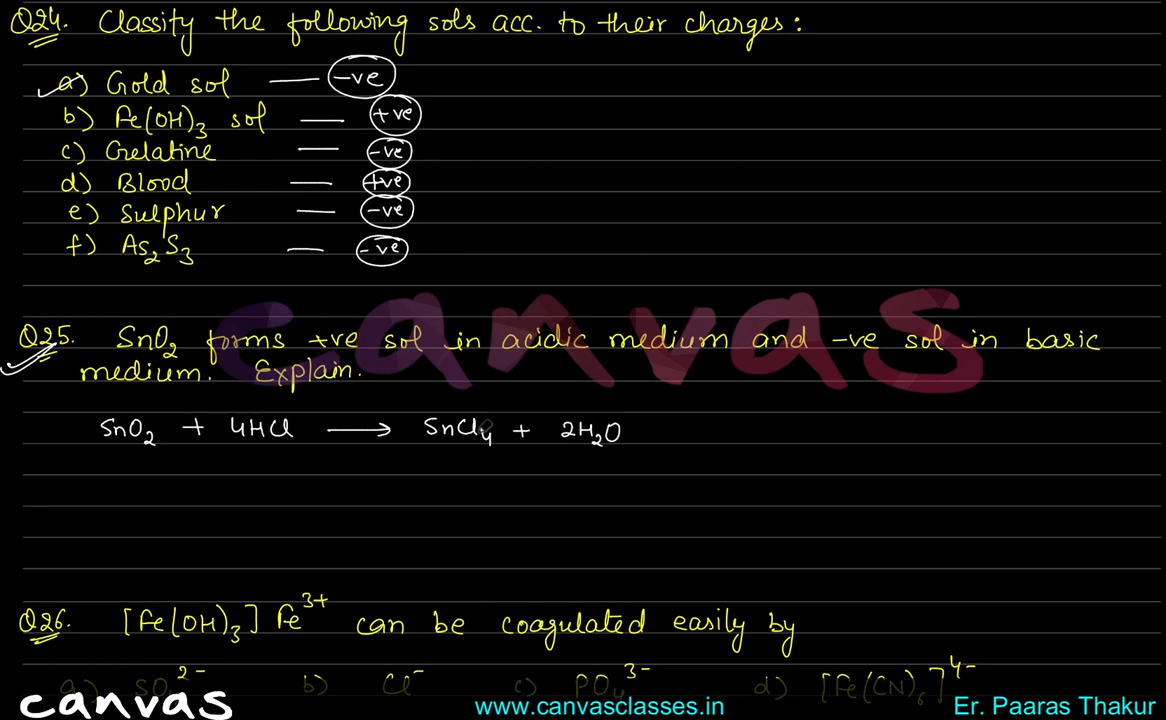 Q24. Classify the following sols acc. to their charges:
a) Gold sol — -ve
b) Fe(OH)₃ sol — +ve
c) Gelatine — -ve
d) Blood — +ve
e) Sulphur — -ve
f) As₂S₃ — -ve
canvas
Q25. SnO₂ forms +ve sol in acidic medium and -ve sol in basic
medium. Explain.
SnO₂ + 4HCl ⟶ SnCl₄ + 2H₂O
Q26. [Fe(OH)₃]Fe³⁺ can be coagulated easily by
a) SO₄²⁻ b) Cl⁻ c) PO₄³⁻ d) [Fe(CN)₆]⁴⁻
canvas www.canvasclasses.in Er. Paaras Thakur